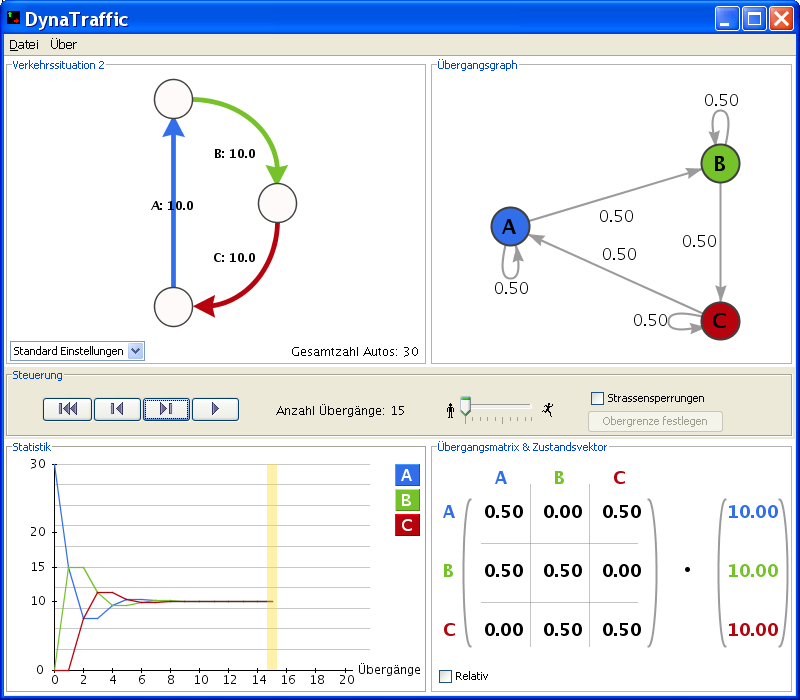 DynaTraffic
Datei Über
Verkehrssituation 2
B: 10.0
A: 10.0
C: 10.0
Standard Einstellungen
Gesamtzahl Autos: 30
Übergangsgraph
0.50
B
0.50
A
0.50
0.50
0.50
0.50
C
Steuerung
Anzahl Übergänge: 15
Strassensperrungen
Obergrenze festlegen
Statistik
30
20
15
10
0
0 2 4 6 8 10 12 14 16 18 20
Übergänge
A
B
C
Übergangsmatrix & Zustandsvektor
A B C
A 0.50 0.00 0.50 10.00
B 0.50 0.50 0.00 • 10.00
C 0.00 0.50 0.50 10.00
Relativ